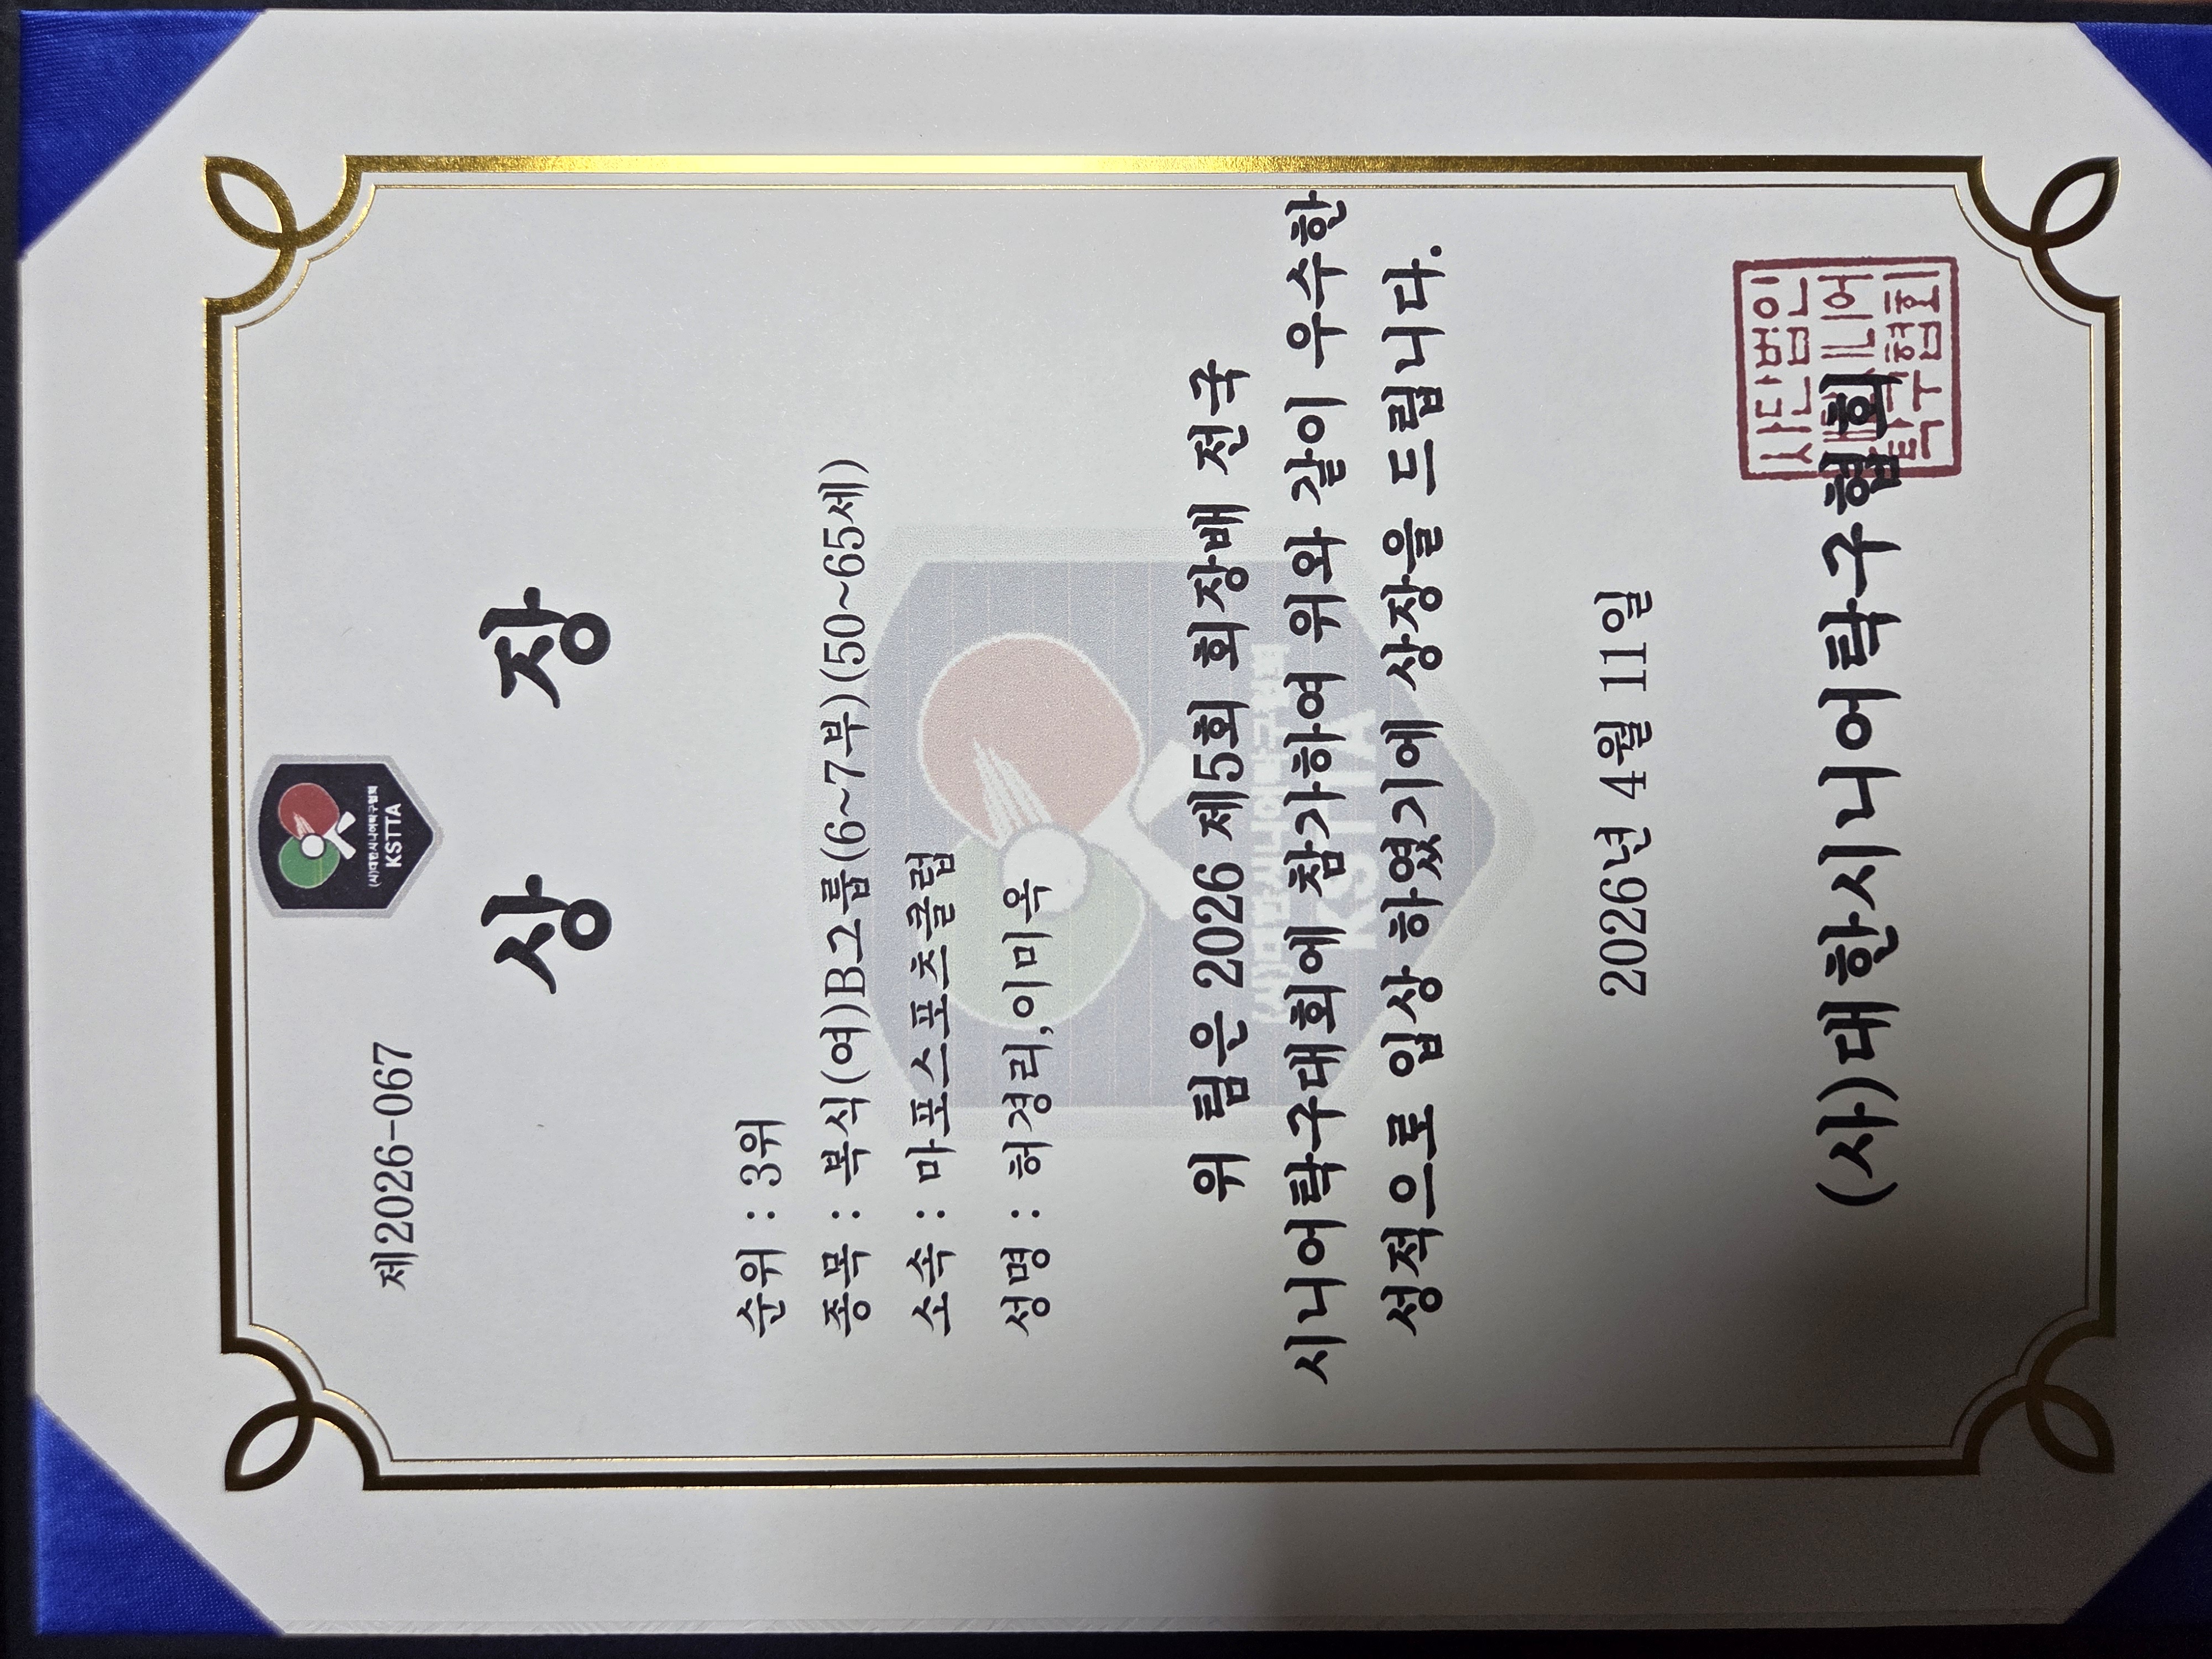 제2026-067
(사)대한시니어탁구협회
KSTTA
상 장
순위 : 3위
종목 : 복식(여)B그룹(6~7부)(50~65세)
소속 : 마포스포츠클럽
성명 : 허경리,이미옥
위 팀은 2026 제5회 회장배 전국
시니어탁구대회에 참가하여 위와 같이 우수한
성적으로 입상 하였기에 상장을 드립니다.
2026년 4월 11일
(사)대한시니어탁구협회
사단법인
대한시니어
탁구협회